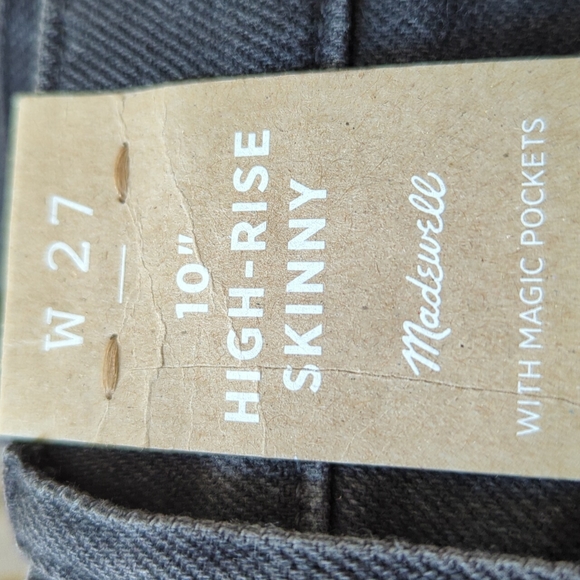 W 27
10"
HIGH-RISE
SKINNY
Madewell
WITH MAGIC POCKETS